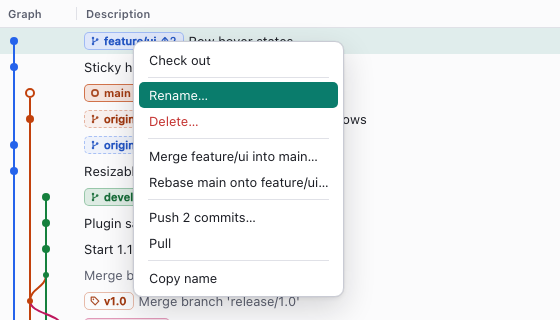 Graph Description
feature/ui ↑2 Row hover states
Sticky h
main
origin
ows
origin
Resizabl
devel
Plugin sa
Start 1.1
Merge b
v1.0 Merge branch 'release/1.0'
Check out
Rename...
Delete...
Merge feature/ui into main...
Rebase main onto feature/ui...
Push 2 commits...
Pull
Copy name